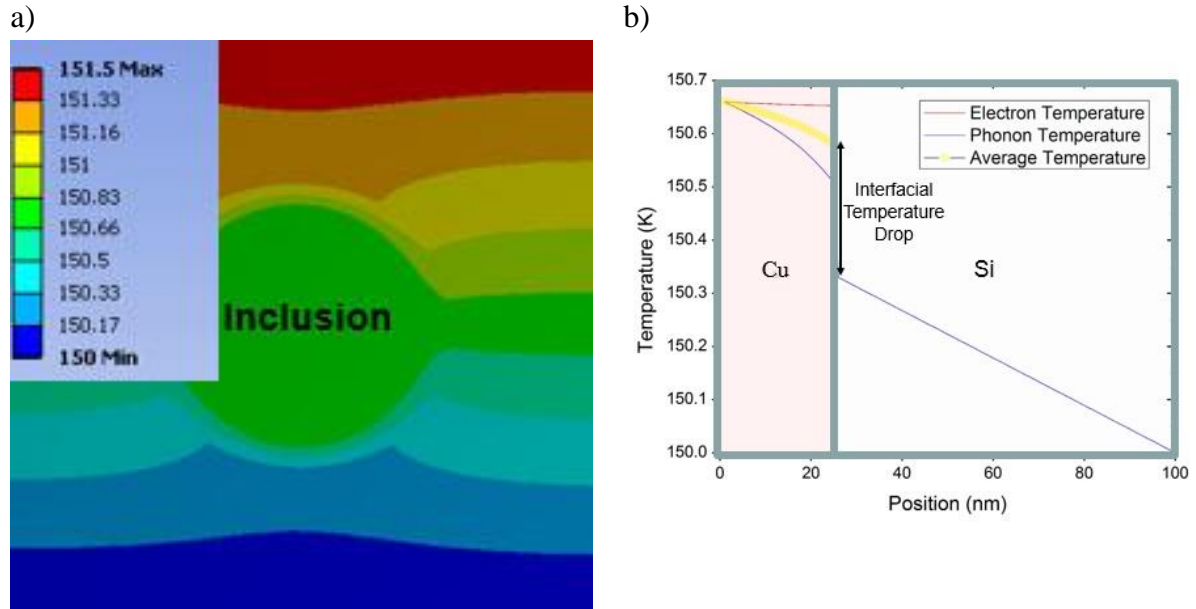 a)
151.5 Max
151.33
151.16
151
150.83
150.66
150.5
150.33
150.17
150 Min
Inclusion
b)
150.7
150.6
150.5
150.4
150.3
150.2
150.1
150.0
Temperature (K)
Electron Temperature
Phonon Temperature
Average Temperature
Interfacial
Temperature
Drop
Cu
Si
0
20
40
60
80
100
Position (nm)